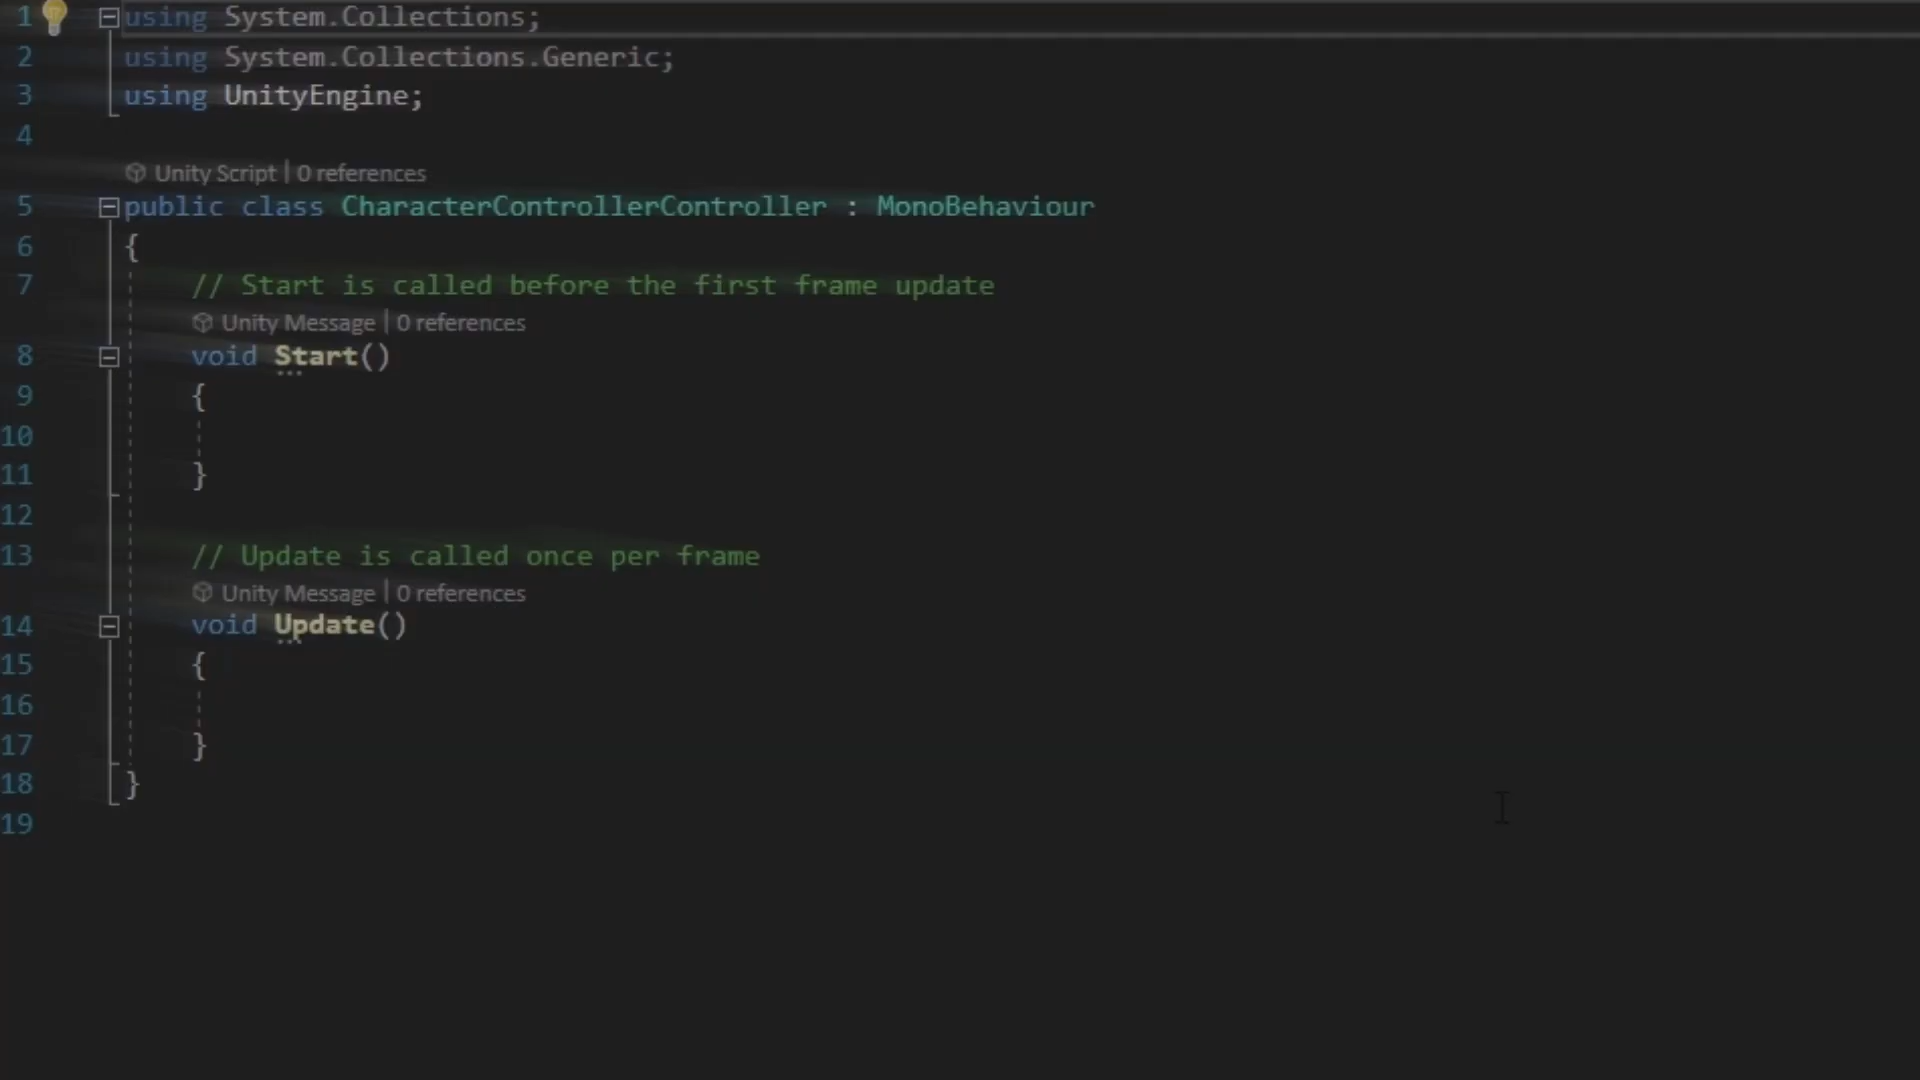 1 using System.Collections;
2 using System.Collections.Generic;
3 using UnityEngine;
4
Unity Script | 0 references
5 public class CharacterControllerController : MonoBehaviour
6 {
7 // Start is called before the first frame update
Unity Message | 0 references
8 void Start()
9 {
10
11 }
12
13 // Update is called once per frame
Unity Message | 0 references
14 void Update()
15 {
16
17 }
18 }
19